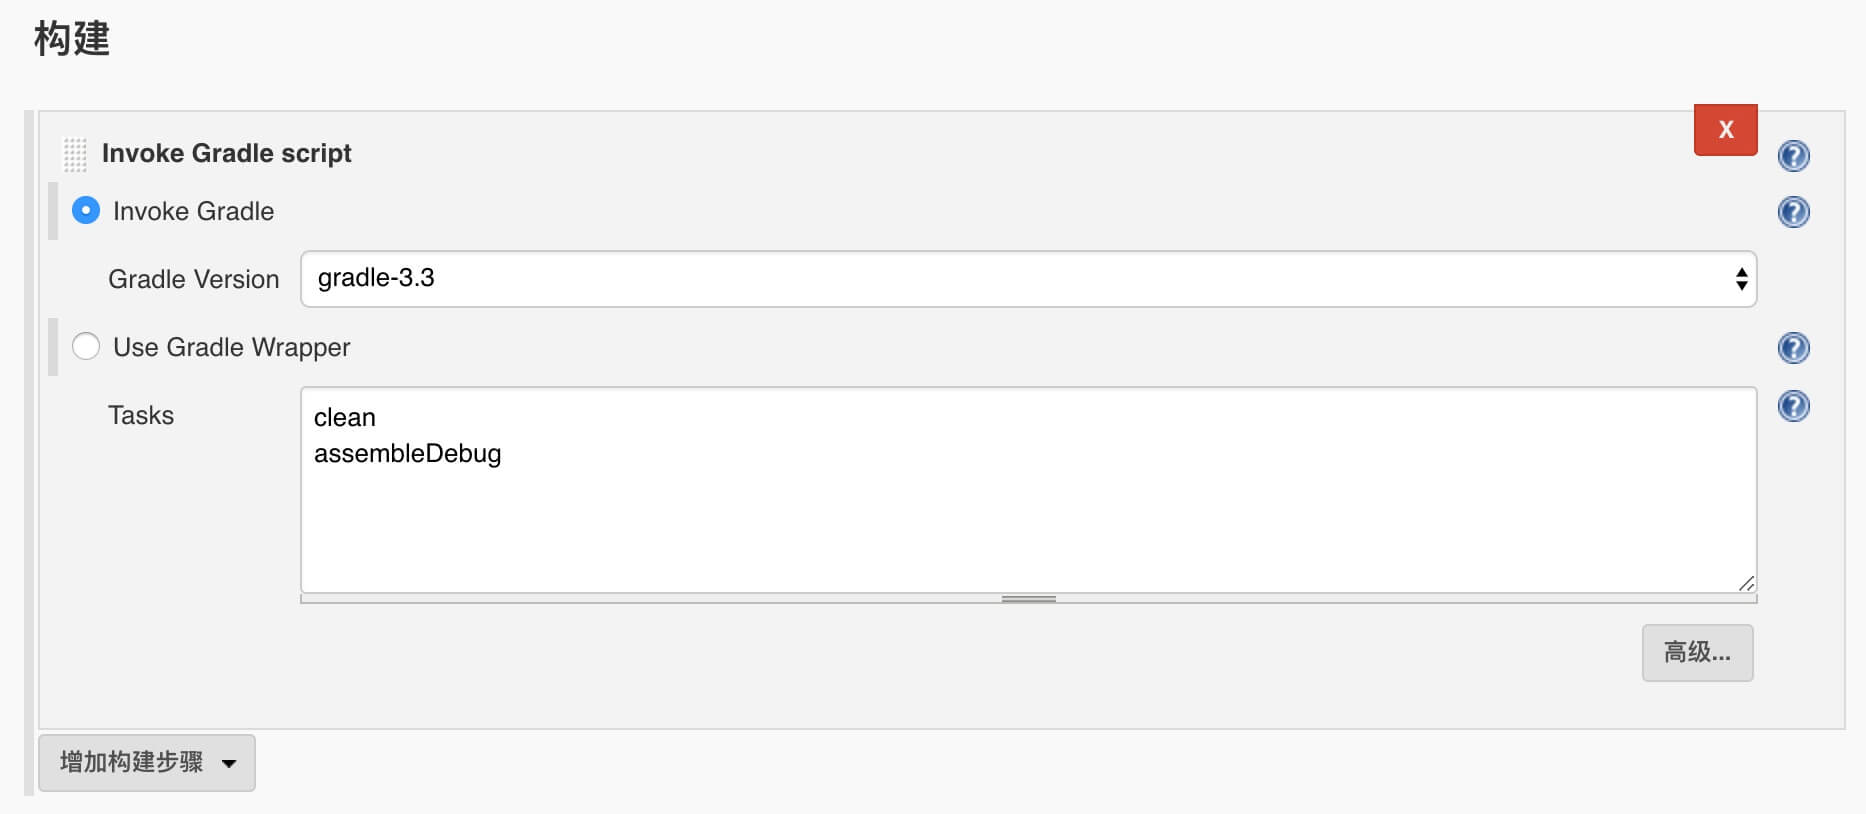 构建
X
Invoke Gradle script
Invoke Gradle
Gradle Version
gradle-3.3
Use Gradle Wrapper
Tasks
clean
assembleDebug
高级...
增加构建步骤